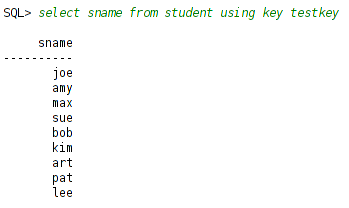 SQL> select sname from student using key testkey
sname
----------
joe
amy
max
sue
bob
kim
art
pat
lee